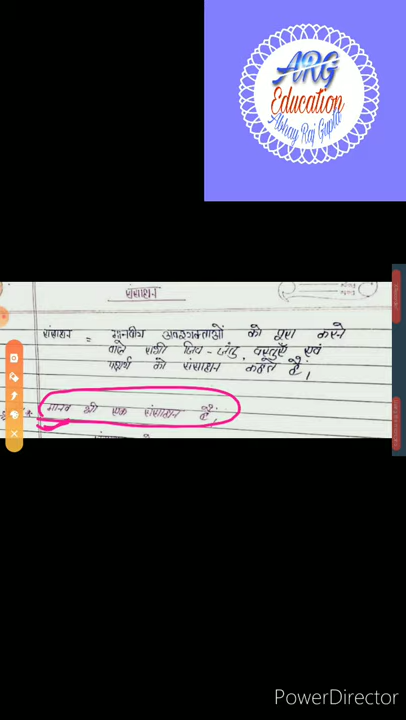 ARG
Education
Abhay Raj Gupta
संसाधन
संसाधन = मानवीय आवश्यकताओं को पूरा करने
वाले सभी जिव-जंतु, वस्तुएँ एवं
पदार्थ को संसाधन कहते हैं।
मानव भी एक संसाधन है।
PowerDirector